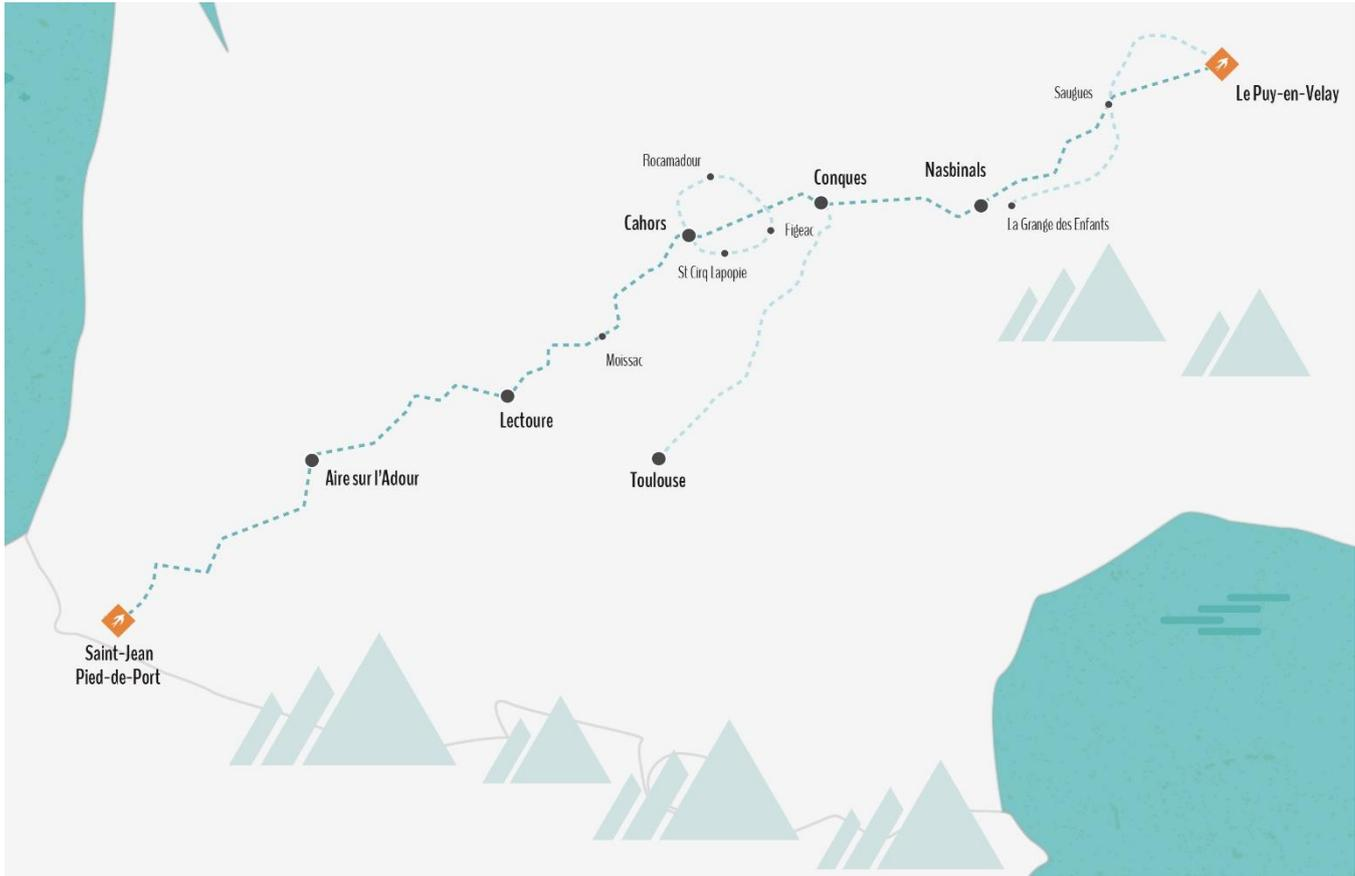 Le Puy-en-Velay
Saugues
Rocamadour
Conques
Nasbinals
Cahors
Figeac
La Grange des Enfants
St Cirq Lapopie
Moissac
Lectoure
Aire sur l'Adour
Toulouse
Saint-Jean
Pied-de-Port